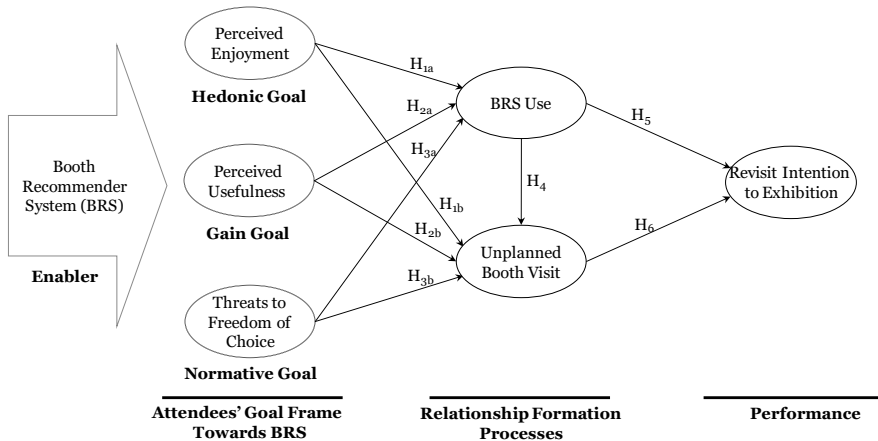 Booth
Recommender
System (BRS)
Enabler
Perceived
Enjoyment
Hedonic Goal
Perceived
Usefulness
Gain Goal
Threats to
Freedom of
Choice
Normative Goal
H1a
H2a
H3a
H1b
H2b
H3b
BRS Use
H4
Unplanned
Booth Visit
H5
H6
Revisit Intention
to Exhibition
Attendees' Goal Frame
Towards BRS
Relationship Formation
Processes
Performance